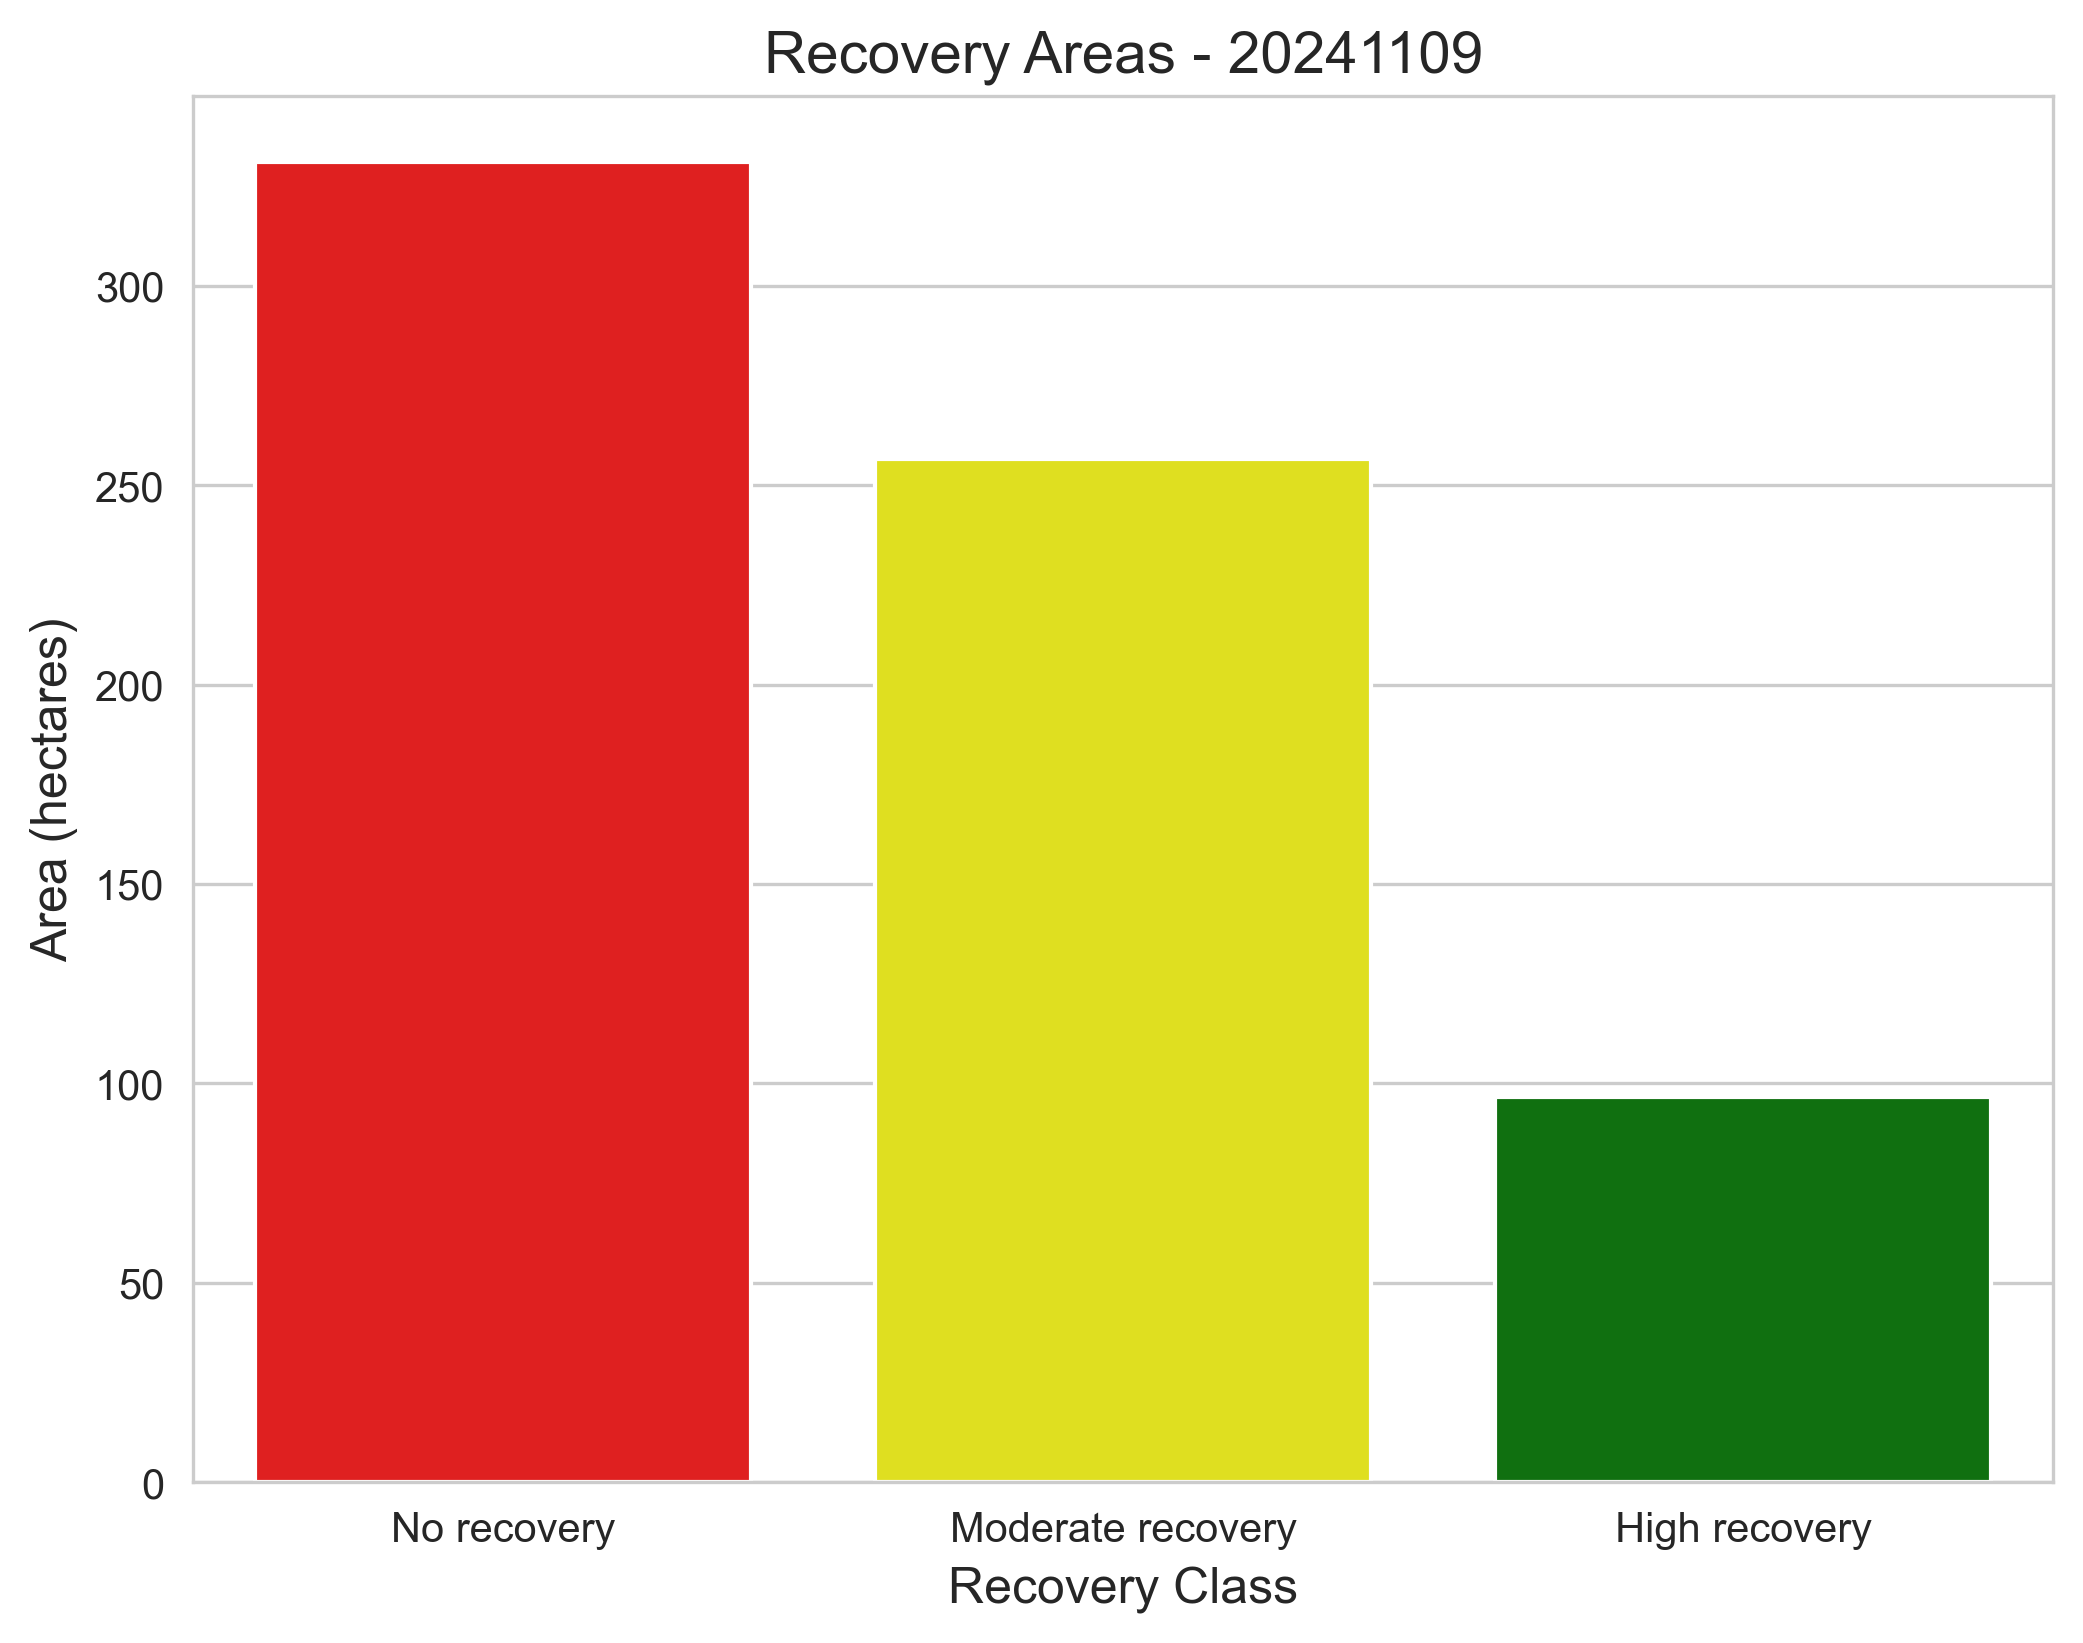 Recovery Areas - 20241109
Area (hectares)
300
250
200
150
100
50
0
No recovery
Moderate recovery
High recovery
Recovery Class